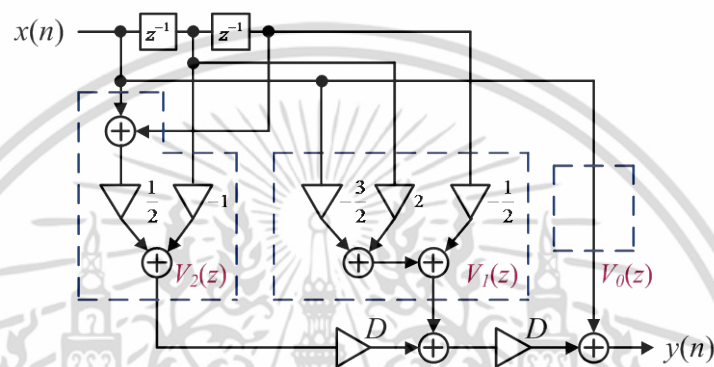 x(n) z⁻¹ z⁻¹
1/2 -1 -3/2 2 -1/2
V₂(z) V₁(z) V₀(z)
D D
y(n)